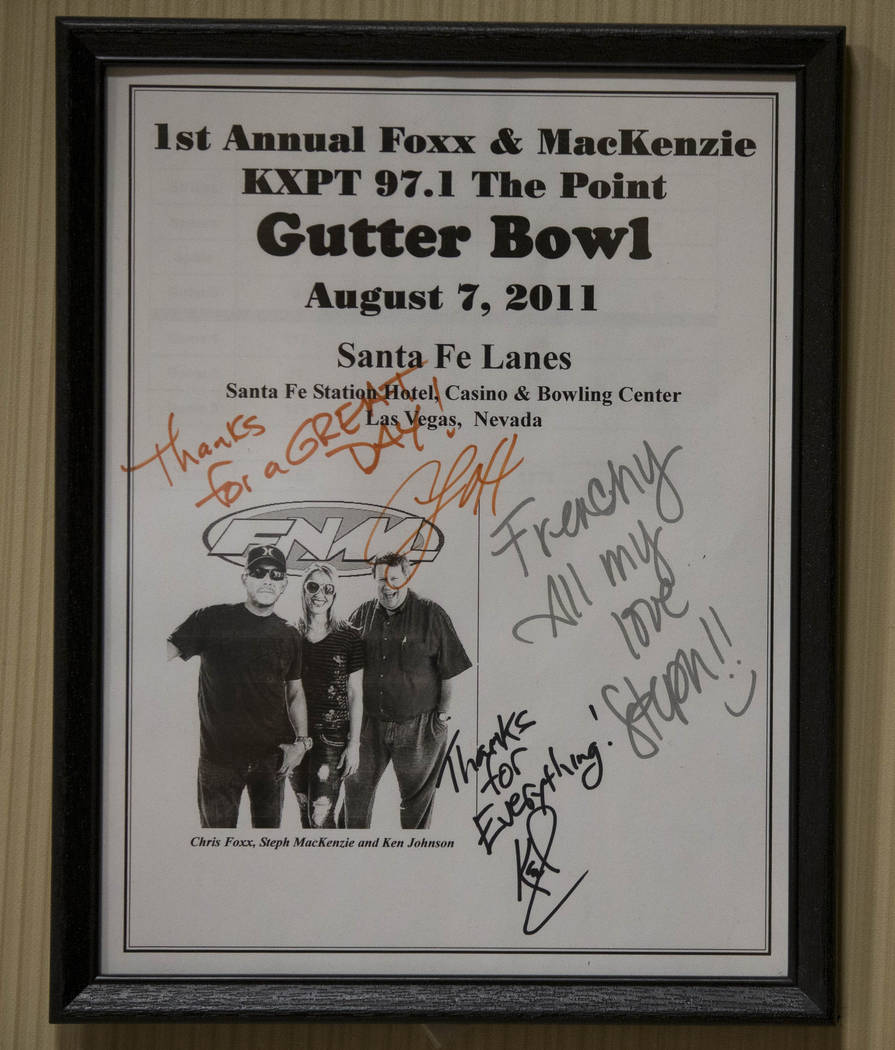 1st Annual Foxx & MacKenzie
KXPT 97.1 The Point
Gutter Bowl
August 7, 2011
Santa Fe Lanes
Santa Fe Station Hotel, Casino & Bowling Center
Las Vegas, Nevada
Thanks
for a GREAT
DAY!
Frenchy
All my
love
Steph!!
Thanks
for
Everything!
Chris Foxx, Steph MacKenzie and Ken Johnson